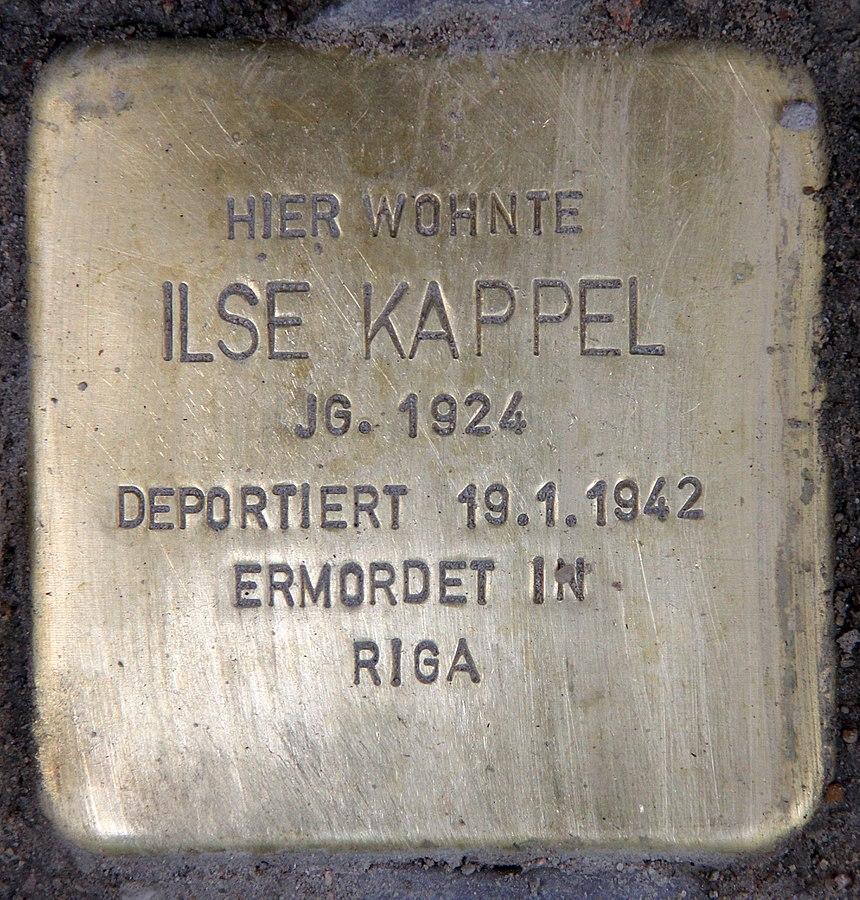 HIER WOHNTE
ILSE KAPPEL
JG. 1924
DEPORTIERT 19.1.1942
ERMORDET IN
RIGA